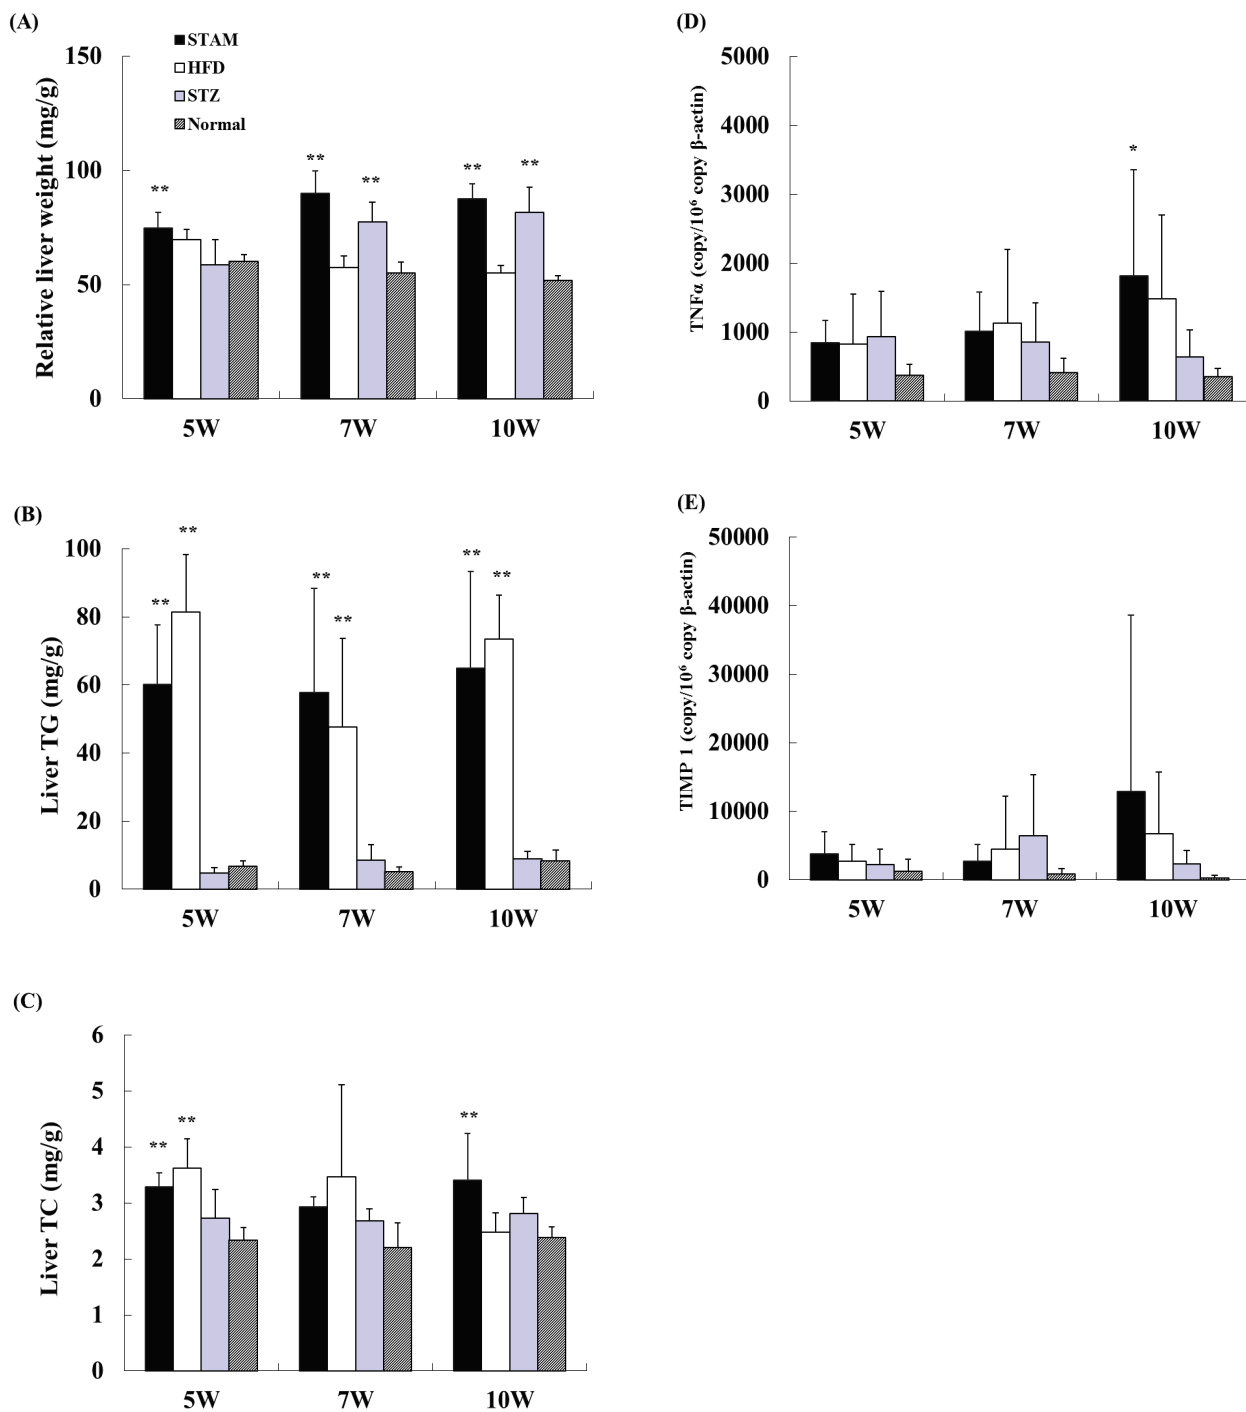 (A)
Relative liver weight (mg/g)
150
100
50
0
STAM
HFD
STZ
Normal
** ** ** ** **
5W 7W 10W
(B)
Liver TG (mg/g)
100
80
60
40
20
0
** ** ** ** ** **
5W 7W 10W
(C)
Liver TC (mg/g)
6
5
4
3
2
1
0
** ** **
5W 7W 10W
(D)
TNFα (copy/10⁶ copy β-actin)
5000
4000
3000
2000
1000
0
*
5W 7W 10W
(E)
TIMP 1 (copy/10⁶ copy β-actin)
50000
40000
30000
20000
10000
0
5W 7W 10W